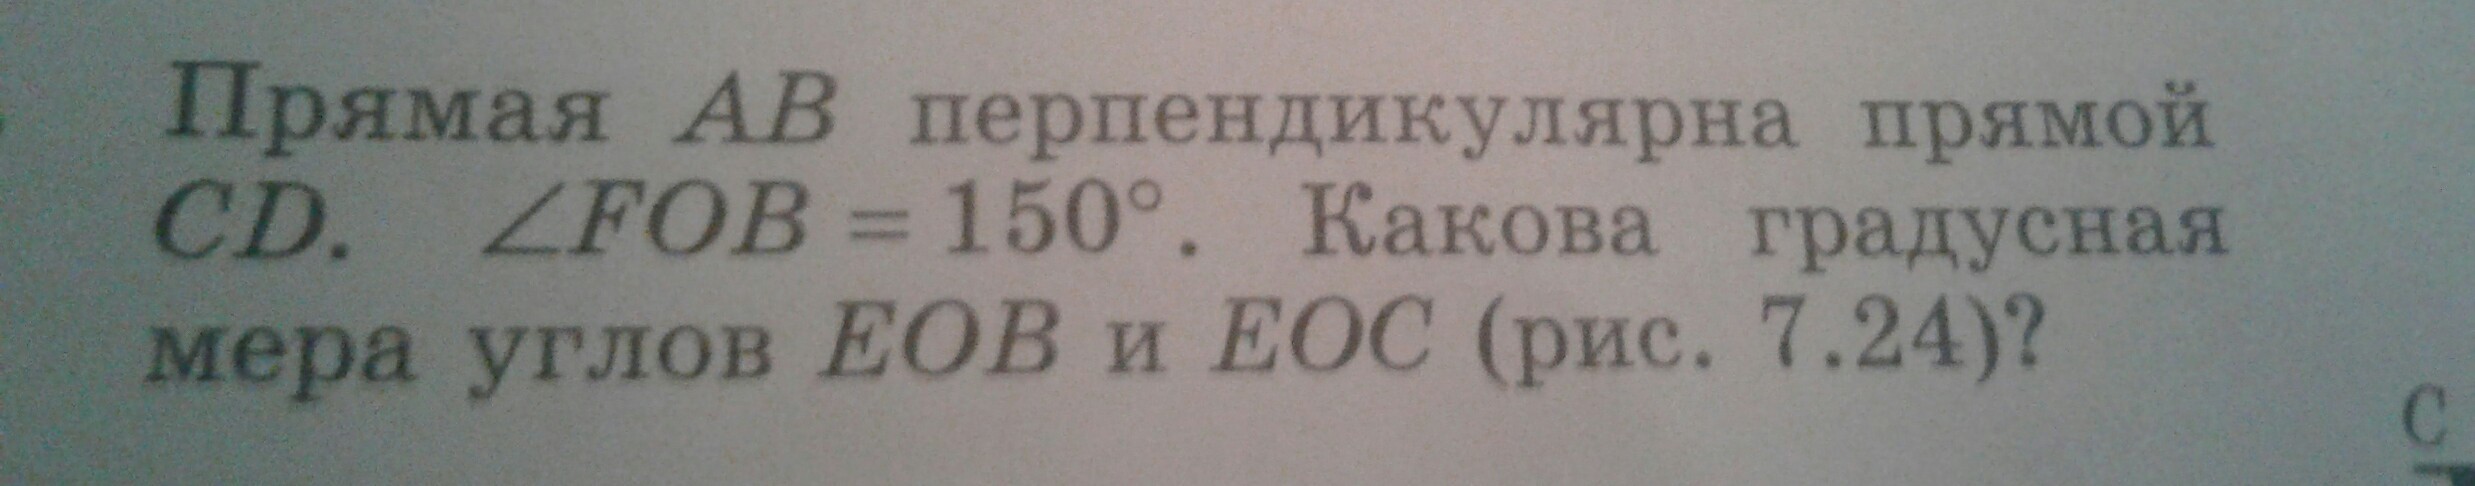 Прямая AB перпендикулярна прямой
CD. ∠FOB = 150°. Какова градусная
мера углов EOB и EOC (рис. 7.24)?
C